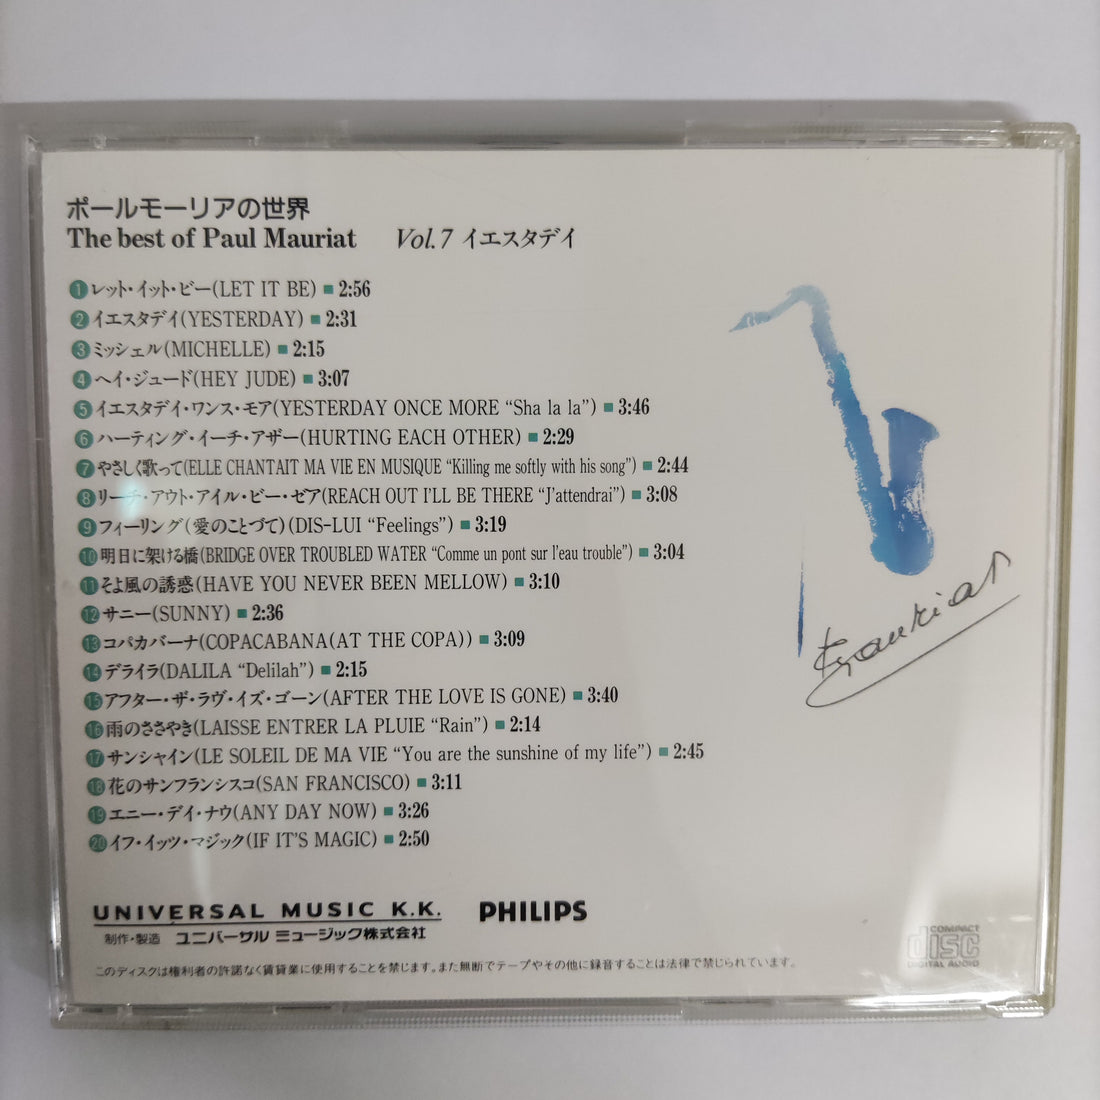 ポールモーリアの世界
The best of Paul Mauriat Vol.7 イエスタデイ
1 レット・イット・ビー(LET IT BE) ■ 2:56
2 イエスタデイ(YESTERDAY) ■ 2:31
3 ミッシェル(MICHELLE) ■ 2:15
4 ヘイ・ジュード(HEY JUDE) ■ 3:07
5 イエスタデイ・ワンス・モア(YESTERDAY ONCE MORE “Sha la la”) ■ 3:46
6 ハーティング・イーチ・アザー(HURTING EACH OTHER) ■ 2:29
7 やさしく歌って(ELLE CHANTAIT MA VIE EN MUSIQUE “Killing me softly with his song”) ■ 2:44
8 リーチ・アウト・アイル・ビー・ゼア(REACH OUT I'LL BE THERE “J'attendrai”) ■ 3:08
9 フィーリング(愛のことづて)(DIS-LUI “Feelings”) ■ 3:19
10 明日に架ける橋(BRIDGE OVER TROUBLED WATER “Comme un pont sur l'eau trouble”) ■ 3:04
11 そよ風の誘惑(HAVE YOU NEVER BEEN MELLOW) ■ 3:10
12 サニー(SUNNY) ■ 2:36
13 コパカバーナ(COPACABANA(AT THE COPA)) ■ 3:09
14 デライラ(DALILA “Delilah”) ■ 2:15
15 アフター・ザ・ラヴ・イズ・ゴーン(AFTER THE LOVE IS GONE) ■ 3:40
16 雨のささやき(LAISSE ENTRER LA PLUIE “Rain”) ■ 2:14
17 サンシャイン(LE SOLEIL DE MA VIE “You are the sunshine of my life”) ■ 2:45
18 花のサンフランシスコ(SAN FRANCISCO) ■ 3:11
19 エニー・デイ・ナウ(ANY DAY NOW) ■ 3:26
20 イフ・イッツ・マジック(IF IT'S MAGIC) ■ 2:50
Mauriat
UNIVERSAL MUSIC K.K. PHILIPS
制作・製造 ユニバーサル ミュージック株式会社
COMPACT
disc
DIGITAL AUDIO
このディスクは権利者の許諾なく賃貸業に使用することを禁じます。また無断でテープやその他に録音することは法律で禁じられています。